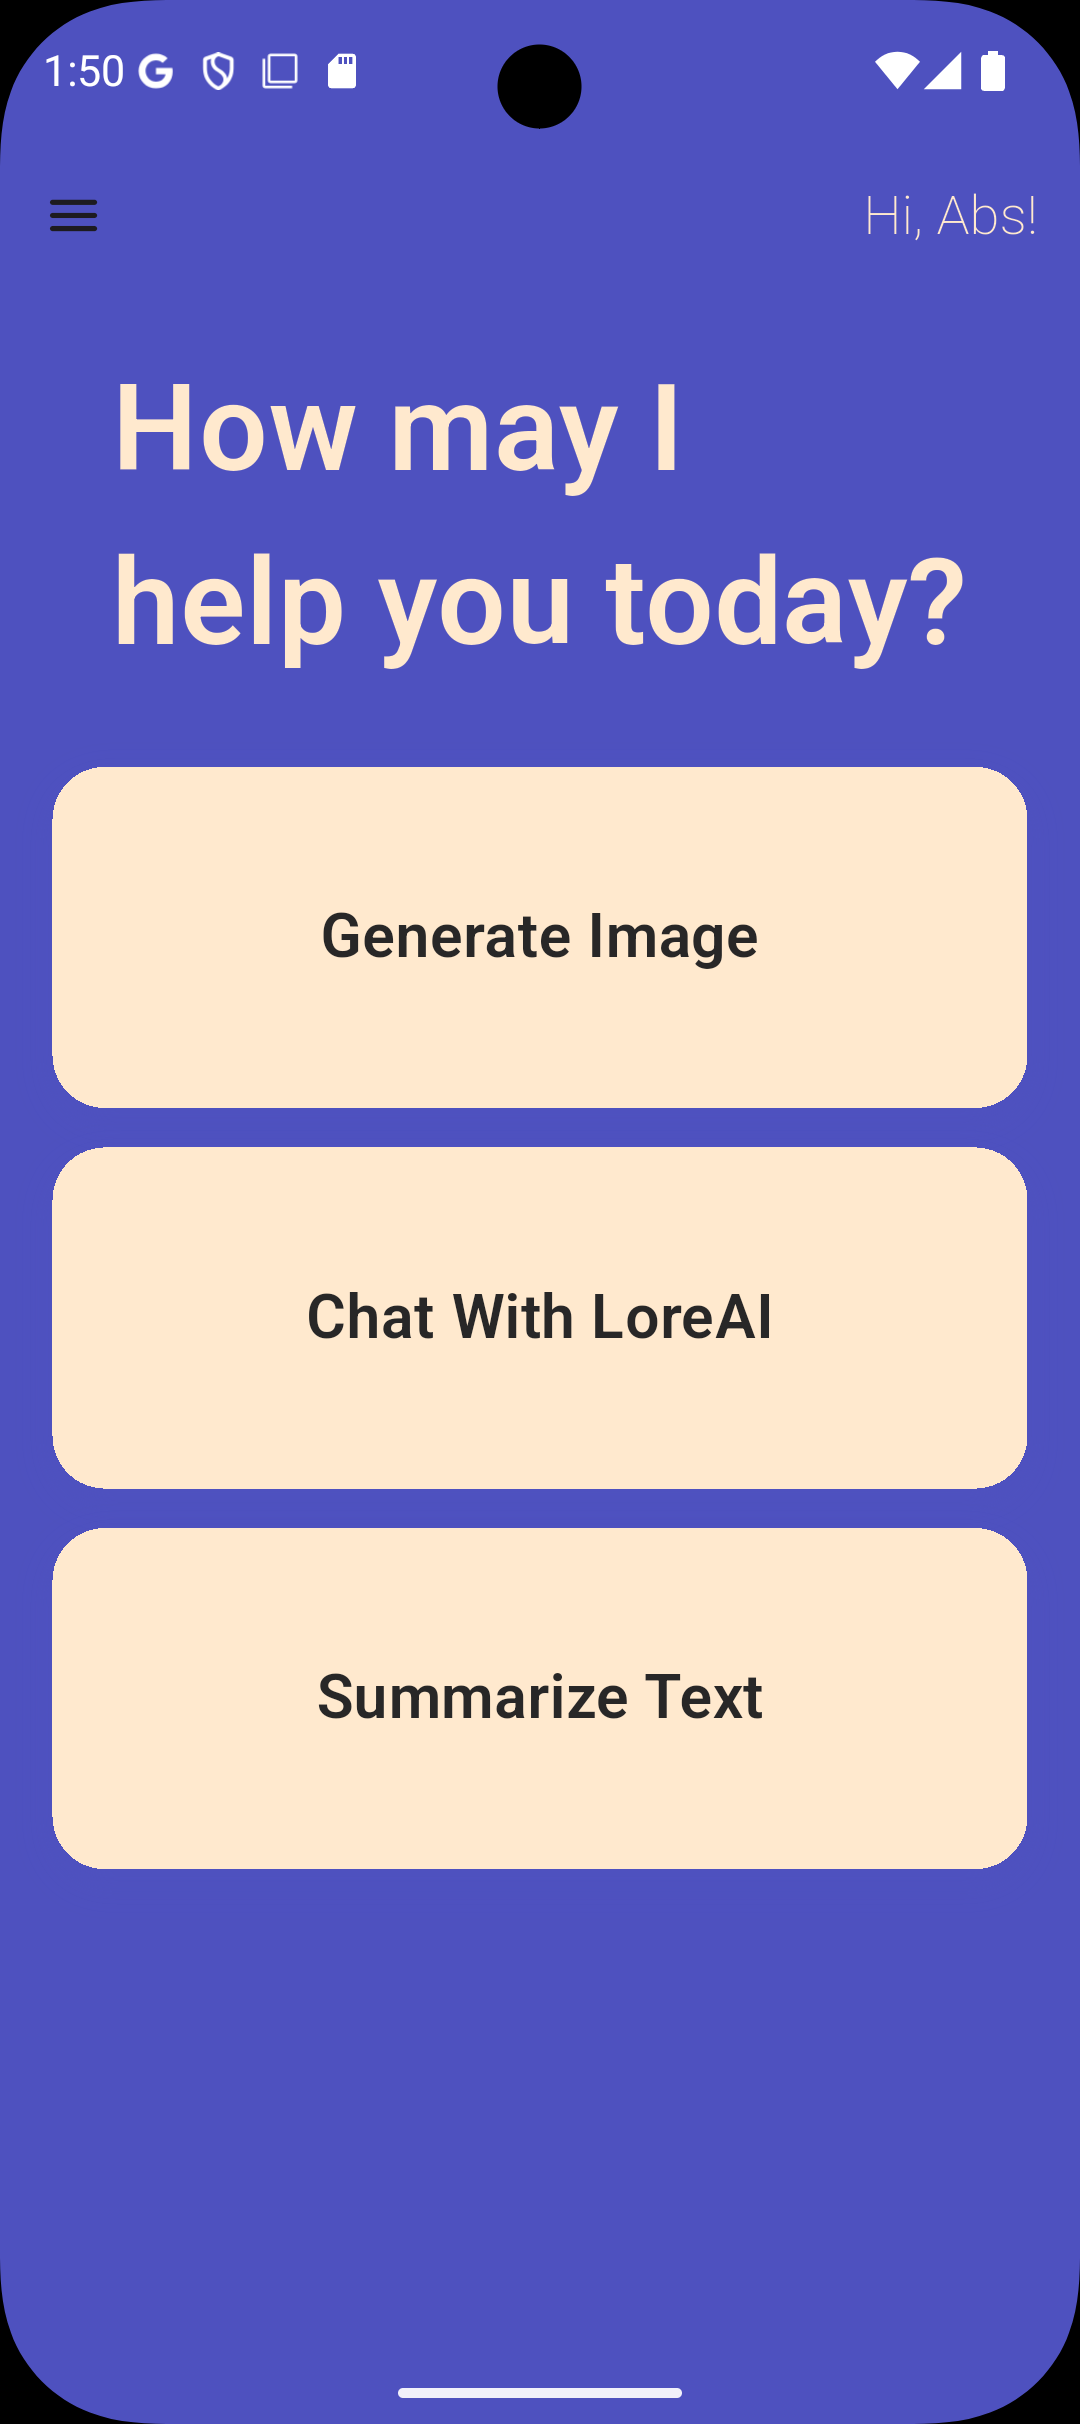 1:50
Hi, Abs!
How may I
help you today?
Generate Image
Chat With LoreAI
Summarize Text